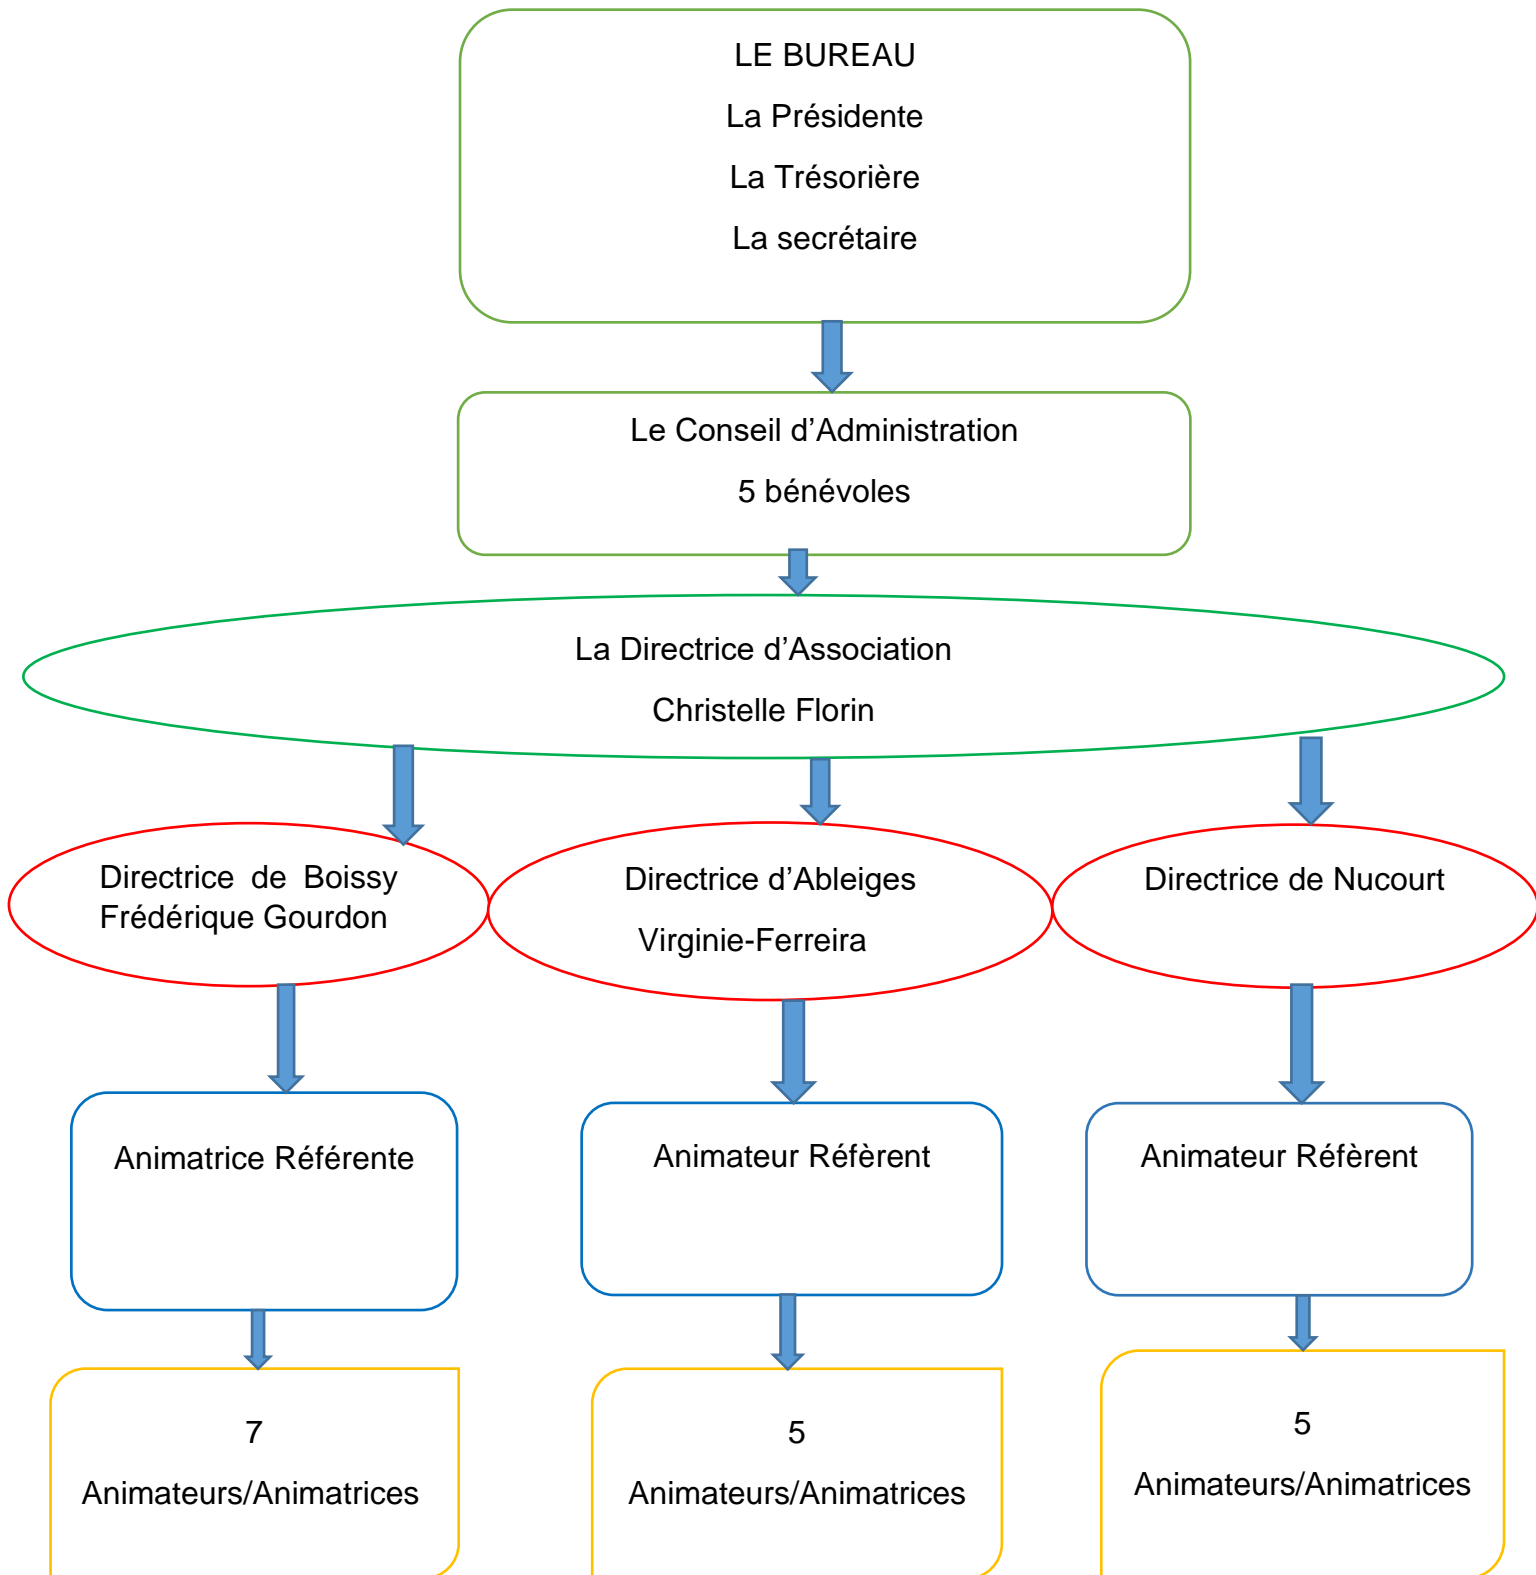 LE BUREAU
La Présidente
La Trésorière
La secrétaire
Le Conseil d’Administration
5 bénévoles
La Directrice d’Association
Christelle Florin
Directrice de Boissy
Frédérique Gourdon
Directrice d’Ableiges
Virginie-Ferreira
Directrice de Nucourt
Animatrice Référente
Animateur Réfèrent
Animateur Réfèrent
7
Animateurs/Animatrices
5
Animateurs/Animatrices
5
Animateurs/Animatrices